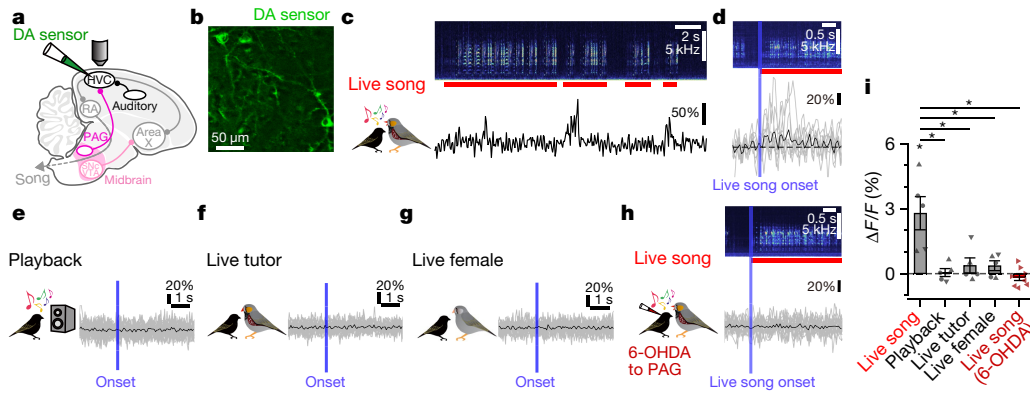 a
DA sensor
HVC
Auditory
RA
PAG
Area
X
SNc
VTA
Song
Midbrain
b
DA sensor
50 μm
c
2 s
5 kHz
Live song
50%
d
0.5 s
5 kHz
20%
Live song onset
e
Playback
20%
1 s
Onset
f
Live tutor
20%
1 s
Onset
g
Live female
20%
1 s
Onset
h
Live song
0.5 s
5 kHz
20%
6-OHDA
to PAG
Live song onset
i
*
*
*
*
*
6
3
0
ΔF/F (%)
Live song
Playback
Live tutor
Live female
Live song
(6-OHDA)